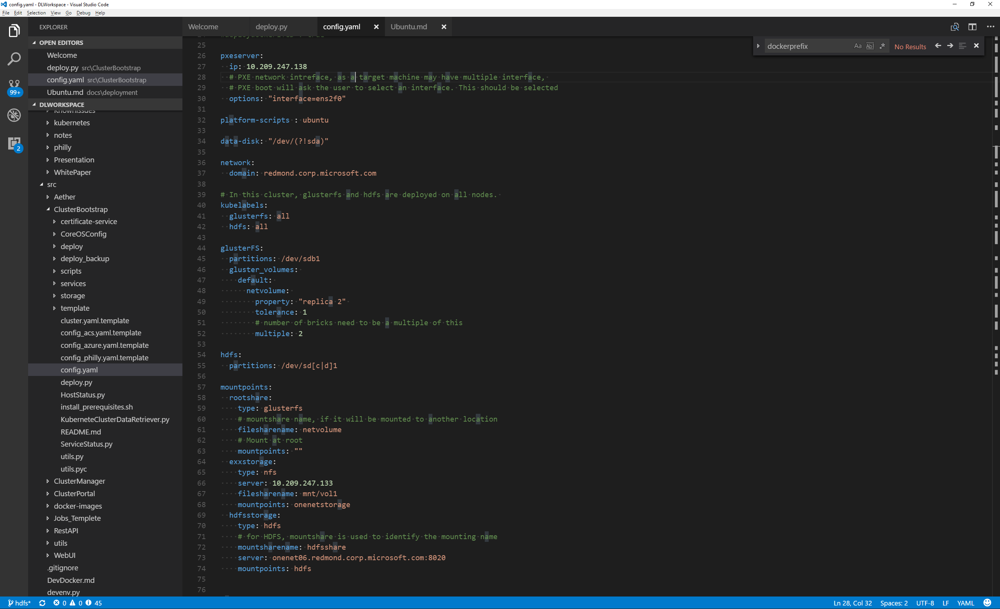 config.yaml - DLWorkspace - Visual Studio Code
File Edit Selection View Go Debug Help
EXPLORER
OPEN EDITORS
Welcome
deploy.py src\ClusterBootstrap
config.yaml src\ClusterBootstrap
Ubuntu.md docs\deployment
99+
DLWORKSPACE
KnownIssues
kubernetes
notes
philly
2
Presentation
WhitePaper
src
Aether
ClusterBootstrap
certificate-service
CoreOSConfig
deploy
deploy_backup
scripts
services
storage
template
cluster.yaml.template
config_acs.yaml.template
config_azure.yaml.template
config_philly.yaml.template
config.yaml
deploy.py
HostStatus.py
install_prerequisites.sh
KuberneteClusterDataRetriever.py
README.md
ServiceStatus.py
utils.py
utils.pyc
ClusterManager
ClusterPortal
docker-images
Jobs_Templete
RestAPI
utils
WebUI
.gitignore
DevDocker.md
devenv.py
Welcome deploy.py config.yaml Ubuntu.md
dockerprefix Aa Abl .* No Results
25
26 pxeserver:
27 ip: 10.209.247.138
28 # PXE network intreface, as a target machine may have multiple interface,
29 # PXE boot will ask the user to select an interface. This should be selected
30 options: "interface=ens2f0"
31
32 platform-scripts : ubuntu
33
34 data-disk: "/dev/(?!sda)"
35
36 network:
37 domain: redmond.corp.microsoft.com
38
39 # In this cluster, glusterfs and hdfs are deployed on all nodes.
40 kubelabels:
41 glusterfs: all
42 hdfs: all
43
44 glusterFS:
45 partitions: /dev/sdb1
46 gluster_volumes:
47 default:
48 netvolume:
49 property: "replica 2"
50 tolerance: 1
51 # number of bricks need to be a multiple of this
52 multiple: 2
53
54 hdfs:
55 partitions: /dev/sd[c|d]1
56
57 mountpoints:
58 rootshare:
59 type: glusterfs
60 # mountshare name, if it will be mounted to another location
61 filesharename: netvolume
62 # Mount at root
63 mountpoints: ""
64 exxstorage:
65 type: nfs
66 server: 10.209.247.133
67 filesharename: mnt/vol1
68 mountpoints: onenetstorage
69 hdfsstorage:
70 type: hdfs
71 # for HDFS, mountshare is used to identify the mounting name
72 mountsharename: hdfsshare
73 server: onenet06.redmond.corp.microsoft.com:8020
74 mountpoints: hdfs
75
76
hdfs* 0 0 45 Ln 28, Col 32 Spaces: 2 UTF-8 LF YAML